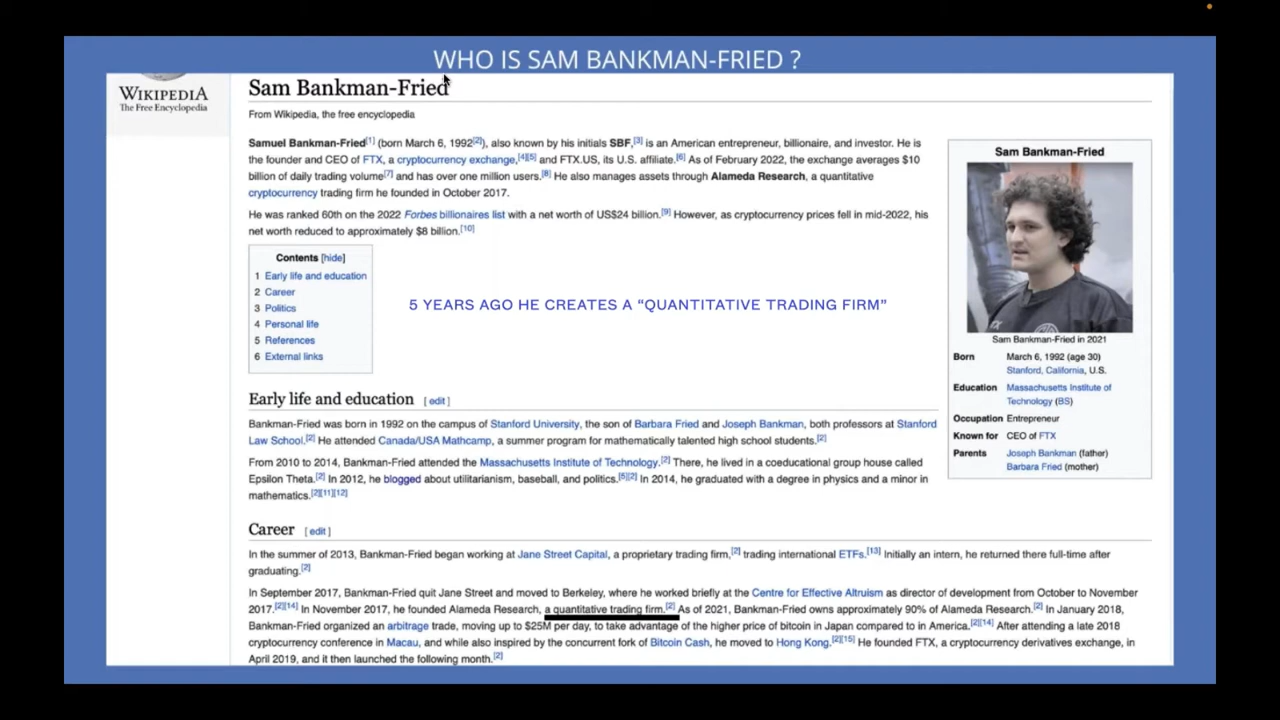 WHO IS SAM BANKMAN-FRIED ?
WIKIPEDIA
The Free Encyclopedia
Sam Bankman-Fried
From Wikipedia, the free encyclopedia
Samuel Bankman-Fried[1] (born March 6, 1992[2]), also known by his initials SBF,[3] is an American entrepreneur, billionaire, and investor. He is
the founder and CEO of FTX, a cryptocurrency exchange,[4][5] and FTX.US, its U.S. affiliate.[6] As of February 2022, the exchange averages $10
billion of daily trading volume[7] and has over one million users.[8] He also manages assets through Alameda Research, a quantitative
cryptocurrency trading firm he founded in October 2017.
He was ranked 60th on the 2022 Forbes billionaires list with a net worth of US$24 billion.[9] However, as cryptocurrency prices fell in mid-2022, his
net worth reduced to approximately $8 billion.[10]
Contents [hide]
1 Early life and education
2 Career
3 Politics
4 Personal life
5 References
6 External links
5 YEARS AGO HE CREATES A “QUANTITATIVE TRADING FIRM”
Sam Bankman-Fried
Sam Bankman-Fried in 2021
Born March 6, 1992 (age 30)
Stanford, California, U.S.
Education Massachusetts Institute of
Technology (BS)
Occupation Entrepreneur
Known for CEO of FTX
Parents Joseph Bankman (father)
Barbara Fried (mother)
Early life and education [ edit ]
Bankman-Fried was born in 1992 on the campus of Stanford University, the son of Barbara Fried and Joseph Bankman, both professors at Stanford
Law School.[2] He attended Canada/USA Mathcamp, a summer program for mathematically talented high school students.[2]
From 2010 to 2014, Bankman-Fried attended the Massachusetts Institute of Technology.[2] There, he lived in a coeducational group house called
Epsilon Theta.[2] In 2012, he blogged about utilitarianism, baseball, and politics.[5][2] In 2014, he graduated with a degree in physics and a minor in
mathematics.[2][11][12]
Career [ edit ]
In the summer of 2013, Bankman-Fried began working at Jane Street Capital, a proprietary trading firm,[2] trading international ETFs.[13] Initially an intern, he returned there full-time after
graduating.[2]
In September 2017, Bankman-Fried quit Jane Street and moved to Berkeley, where he worked briefly at the Centre for Effective Altruism as director of development from October to November
2017.[2][14] In November 2017, he founded Alameda Research, a quantitative trading firm.[2] As of 2021, Bankman-Fried owns approximately 90% of Alameda Research.[2] In January 2018,
Bankman-Fried organized an arbitrage trade, moving up to $25M per day, to take advantage of the higher price of bitcoin in Japan compared to in America.[2][14] After attending a late 2018
cryptocurrency conference in Macau, and while also inspired by the concurrent fork of Bitcoin Cash, he moved to Hong Kong.[2][15] He founded FTX, a cryptocurrency derivatives exchange, in
April 2019, and it then launched the following month.[2]